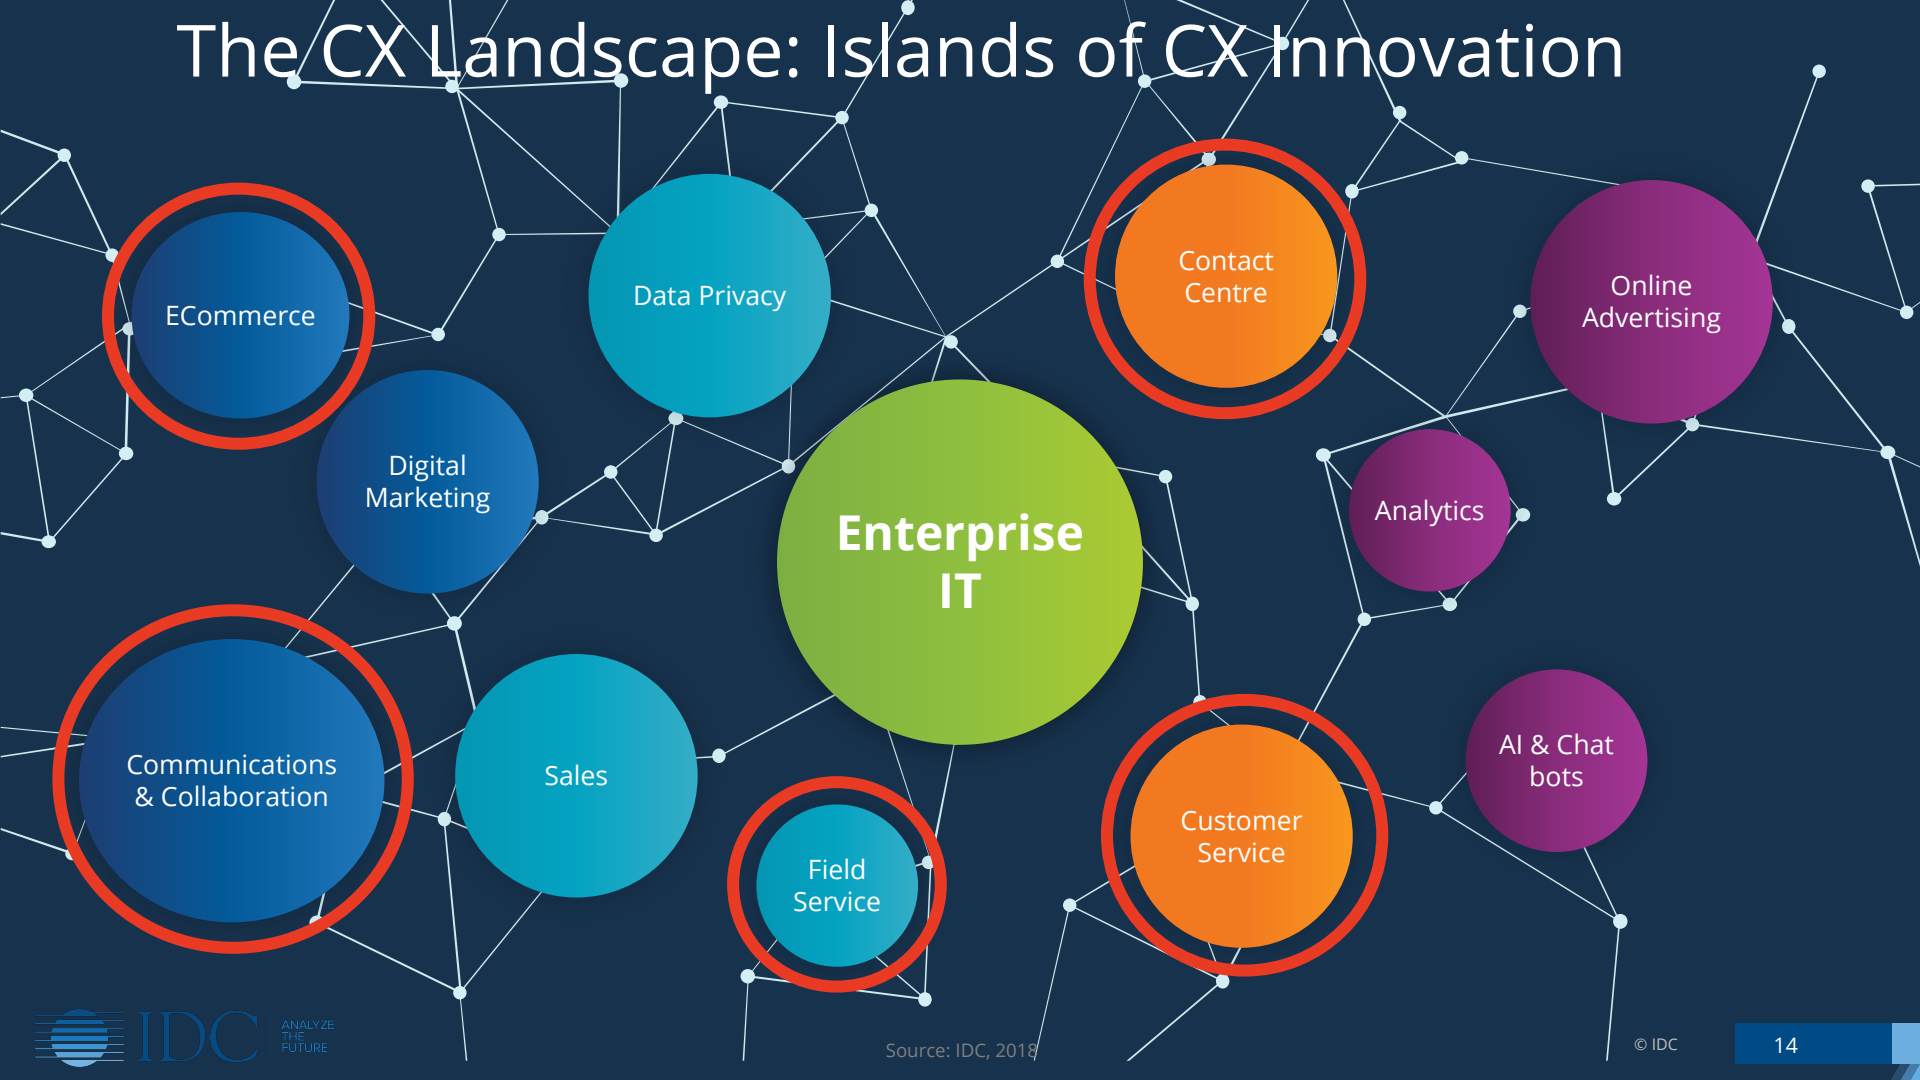 The CX Landscape: Islands of CX Innovation
ECommerce
Data Privacy
Contact
Centre
Online
Advertising
Digital
Marketing
Enterprise
IT
Analytics
Communications
& Collaboration
Sales
Field
Service
Customer
Service
AI & Chat
bots
IDC
ANALYZE
THE
FUTURE
Source: IDC, 2018
© IDC
14